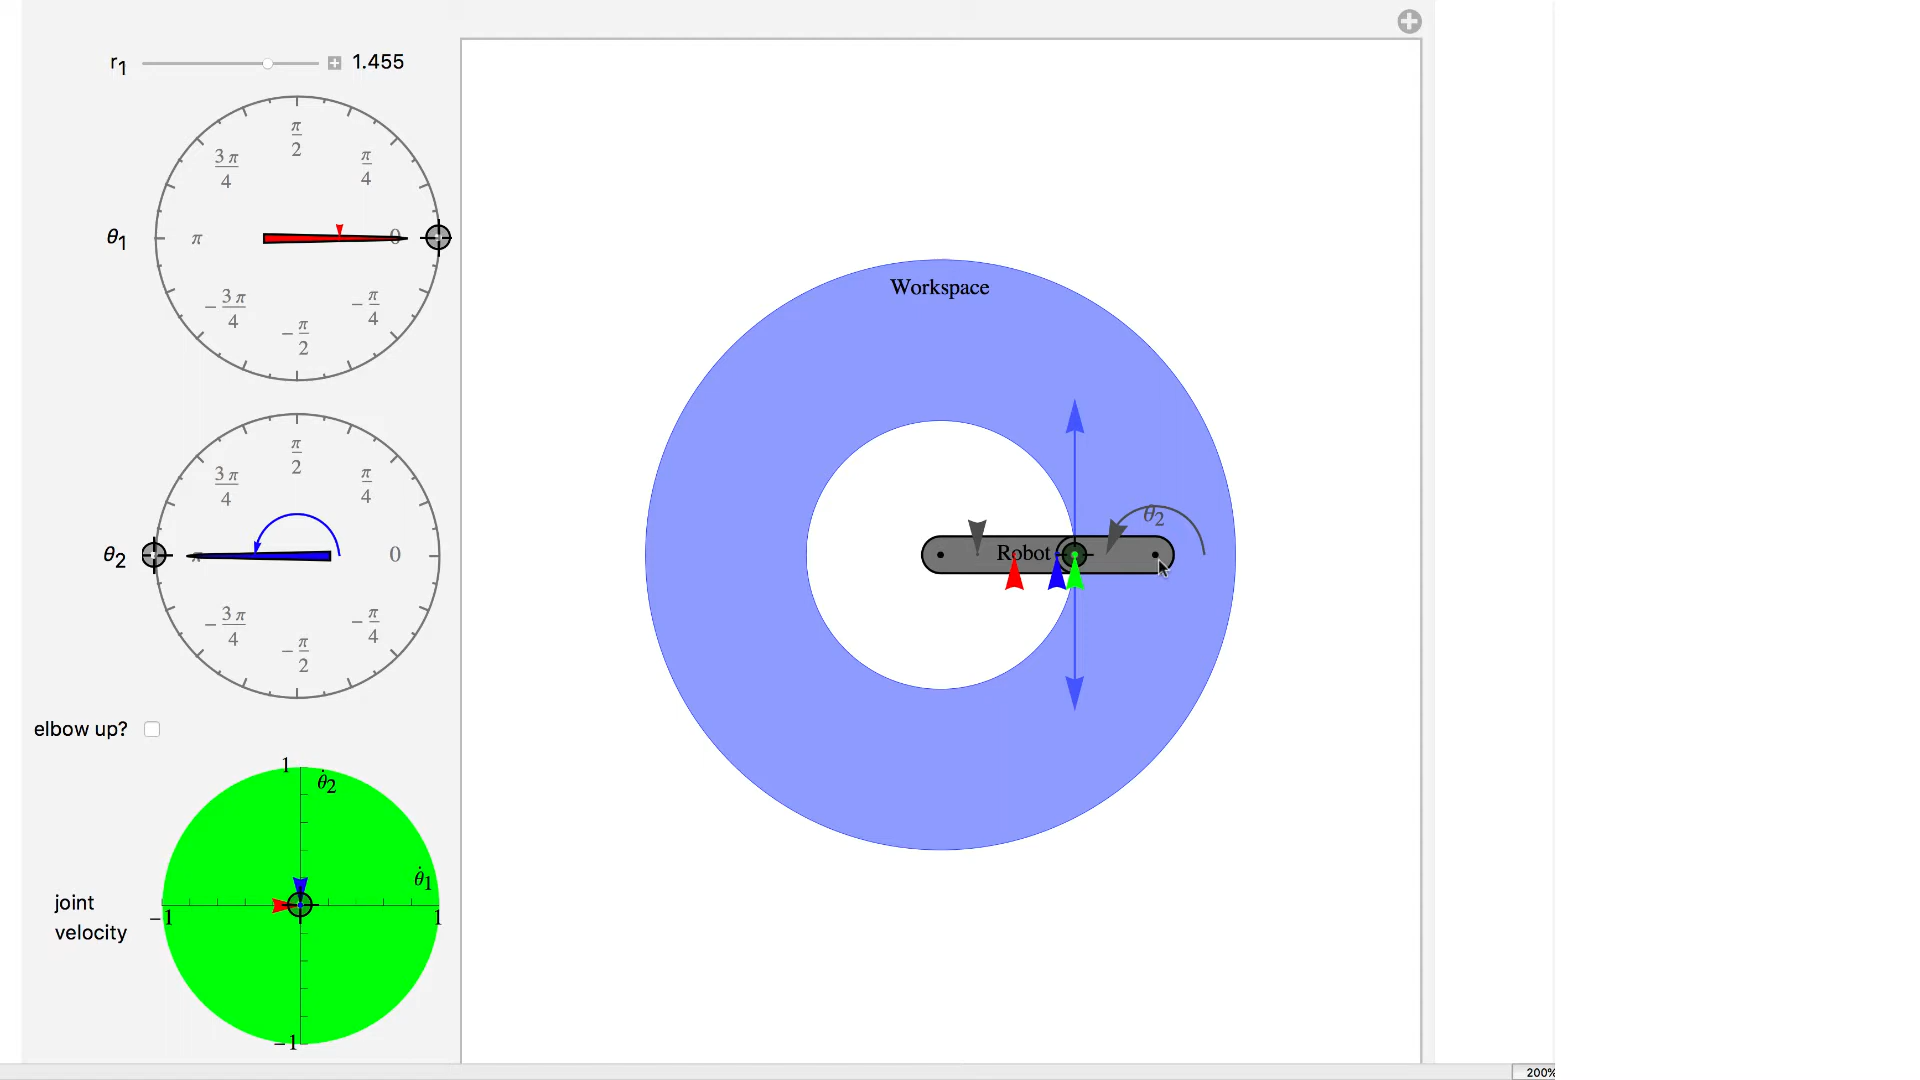 r1 1.455
π/2
3π/4 π/4
θ1 π 0
-3π/4 -π/4
-π/2
π/2
3π/4 π/4
θ2 π 0
-3π/4 -π/4
-π/2
elbow up?
1 θ̇2
θ̇1
joint
velocity
-1 1
-1
Workspace
θ2
Robot
200%